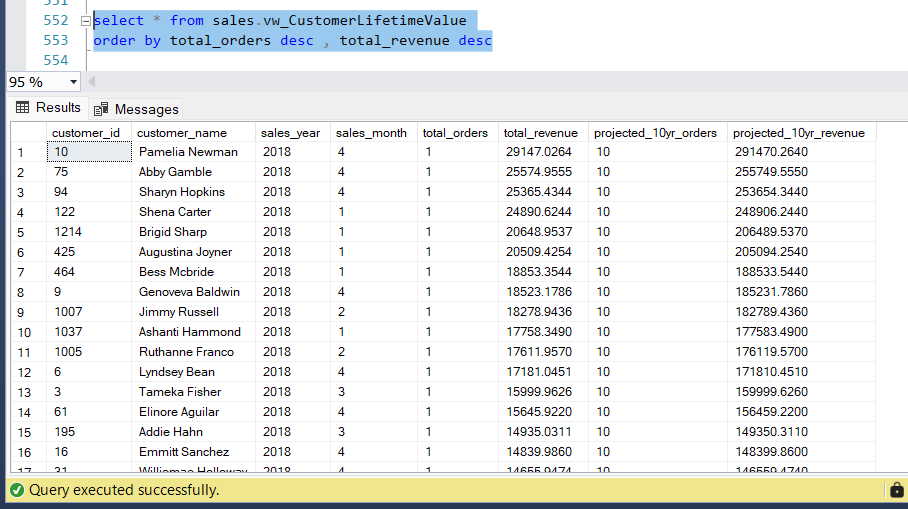 551
552 select * from sales.vw_CustomerLifetimeValue
553 order by total_orders desc , total_revenue desc
554
95 %
Results Messages
customer_id customer_name sales_year sales_month total_orders total_revenue projected_10yr_orders projected_10yr_revenue
1 10 Pamelia Newman 2018 4 1 29147.0264 10 291470.2640
2 75 Abby Gamble 2018 4 1 25574.9555 10 255749.5550
3 94 Sharyn Hopkins 2018 4 1 25365.4344 10 253654.3440
4 122 Shena Carter 2018 1 1 24890.6244 10 248906.2440
5 1214 Brigid Sharp 2018 1 1 20648.9537 10 206489.5370
6 425 Augustina Joyner 2018 1 1 20509.4254 10 205094.2540
7 464 Bess Mcbride 2018 1 1 18853.3544 10 188533.5440
8 9 Genoveva Baldwin 2018 4 1 18523.1786 10 185231.7860
9 1007 Jimmy Russell 2018 2 1 18278.9436 10 182789.4360
10 1037 Ashanti Hammond 2018 1 1 17758.3490 10 177583.4900
11 1005 Ruthanne Franco 2018 2 1 17611.9570 10 176119.5700
12 6 Lyndsey Bean 2018 4 1 17181.0451 10 171810.4510
13 3 Tameka Fisher 2018 3 1 15999.9626 10 159999.6260
14 61 Elinore Aguilar 2018 4 1 15645.9220 10 156459.2200
15 195 Addie Hahn 2018 3 1 14935.0311 10 149350.3110
16 16 Emmitt Sanchez 2018 4 1 14839.9860 10 148399.8600
17 31 Williemae Holloway 2018 4 1 14655.9474 10 146559.4740
Query executed successfully.